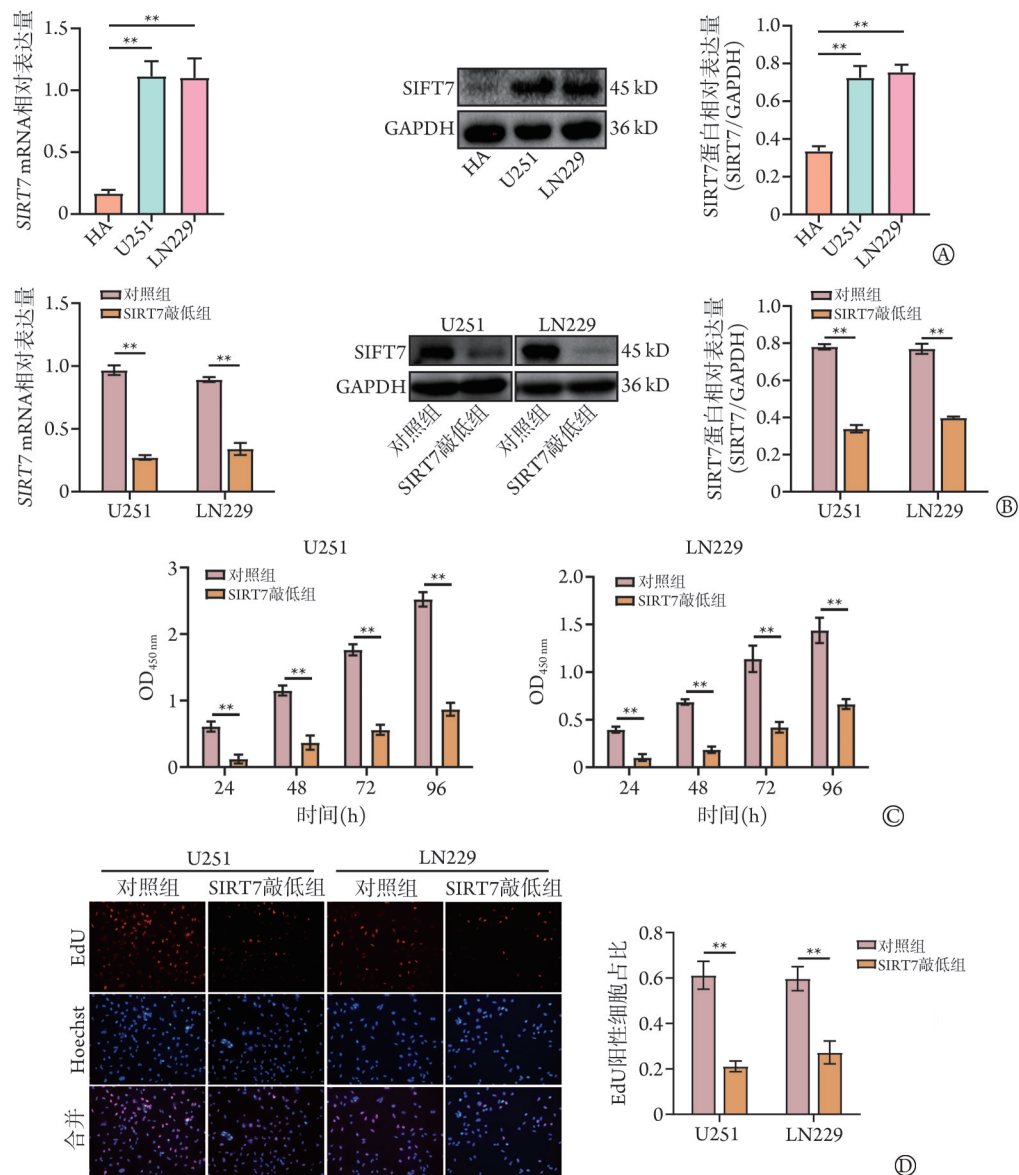 SIRT7 mRNA相对表达量
1.5
1.0
0.5
0
**
**
HA
U251
LN229
SIFT7
45 kD
GAPDH
36 kD
HA
U251
LN229
SIRT7蛋白相对表达量
(SIRT7/GAPDH)
1.0
0.8
0.6
0.4
0.2
0
**
**
HA
U251
LN229
Ⓐ
SIRT7 mRNA相对表达量
1.5
1.0
0.5
0
对照组
SIRT7敲低组
**
**
U251
LN229
U251
LN229
SIFT7
45 kD
GAPDH
36 kD
对照组
SIRT7敲低组
对照组
SIRT7敲低组
SIRT7蛋白相对表达量
(SIRT7/GAPDH)
1.0
0.8
0.6
0.4
0.2
0
对照组
SIRT7敲低组
**
**
U251
LN229
Ⓑ
U251
OD450 nm
3
2
1
0
对照组
SIRT7敲低组
**
**
**
**
24
48
72
96
时间(h)
LN229
OD450 nm
2.0
1.5
1.0
0.5
0
对照组
SIRT7敲低组
**
**
**
**
24
48
72
96
时间(h)
Ⓒ
U251
LN229
对照组
SIRT7敲低组
对照组
SIRT7敲低组
EdU
Hoechst
合并
EdU阳性细胞占比
0.8
0.6
0.4
0.2
0
**
**
对照组
SIRT7敲低组
U251
LN229
Ⓓ